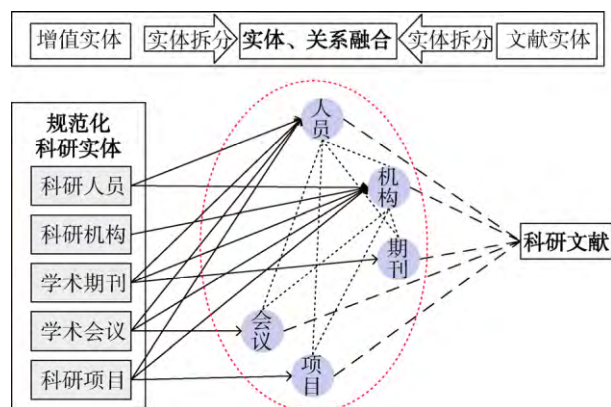 增值实体 实体拆分 实体、关系融合 实体拆分 文献实体
规范化
科研实体
科研人员
科研机构
学术期刊
学术会议
科研项目
人员
机构
期刊
会议
项目
科研文献